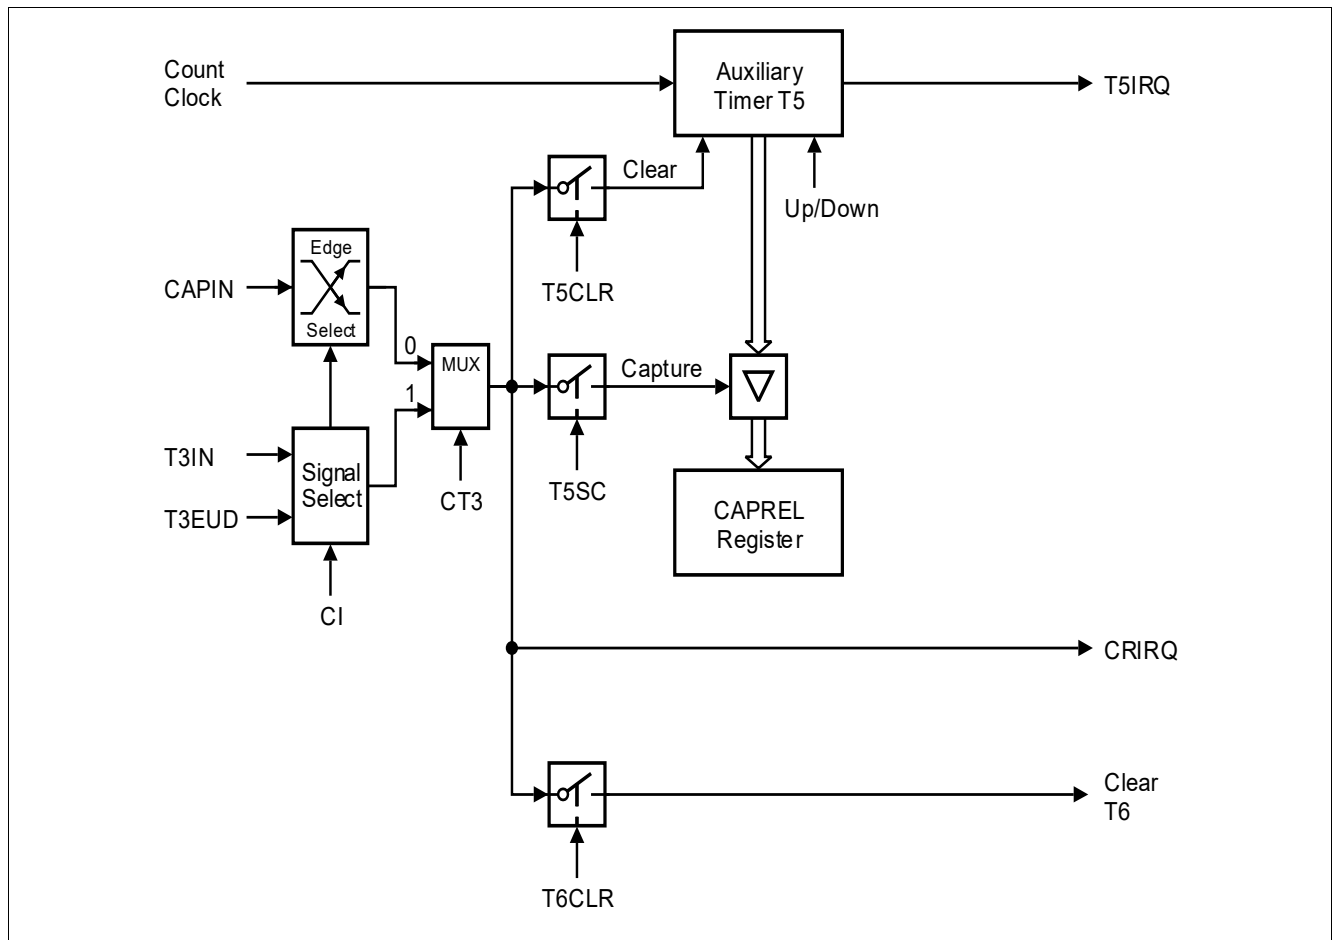 Count
Clock
Auxiliary
Timer T5
T5IRQ
Clear
Up/Down
T5CLR
Edge
Select
CAPIN
0
1
MUX
Capture
T3IN
T3EUD
Signal
Select
CT3
T5SC
CI
CAPREL
Register
CRIRQ
Clear
T6
T6CLR